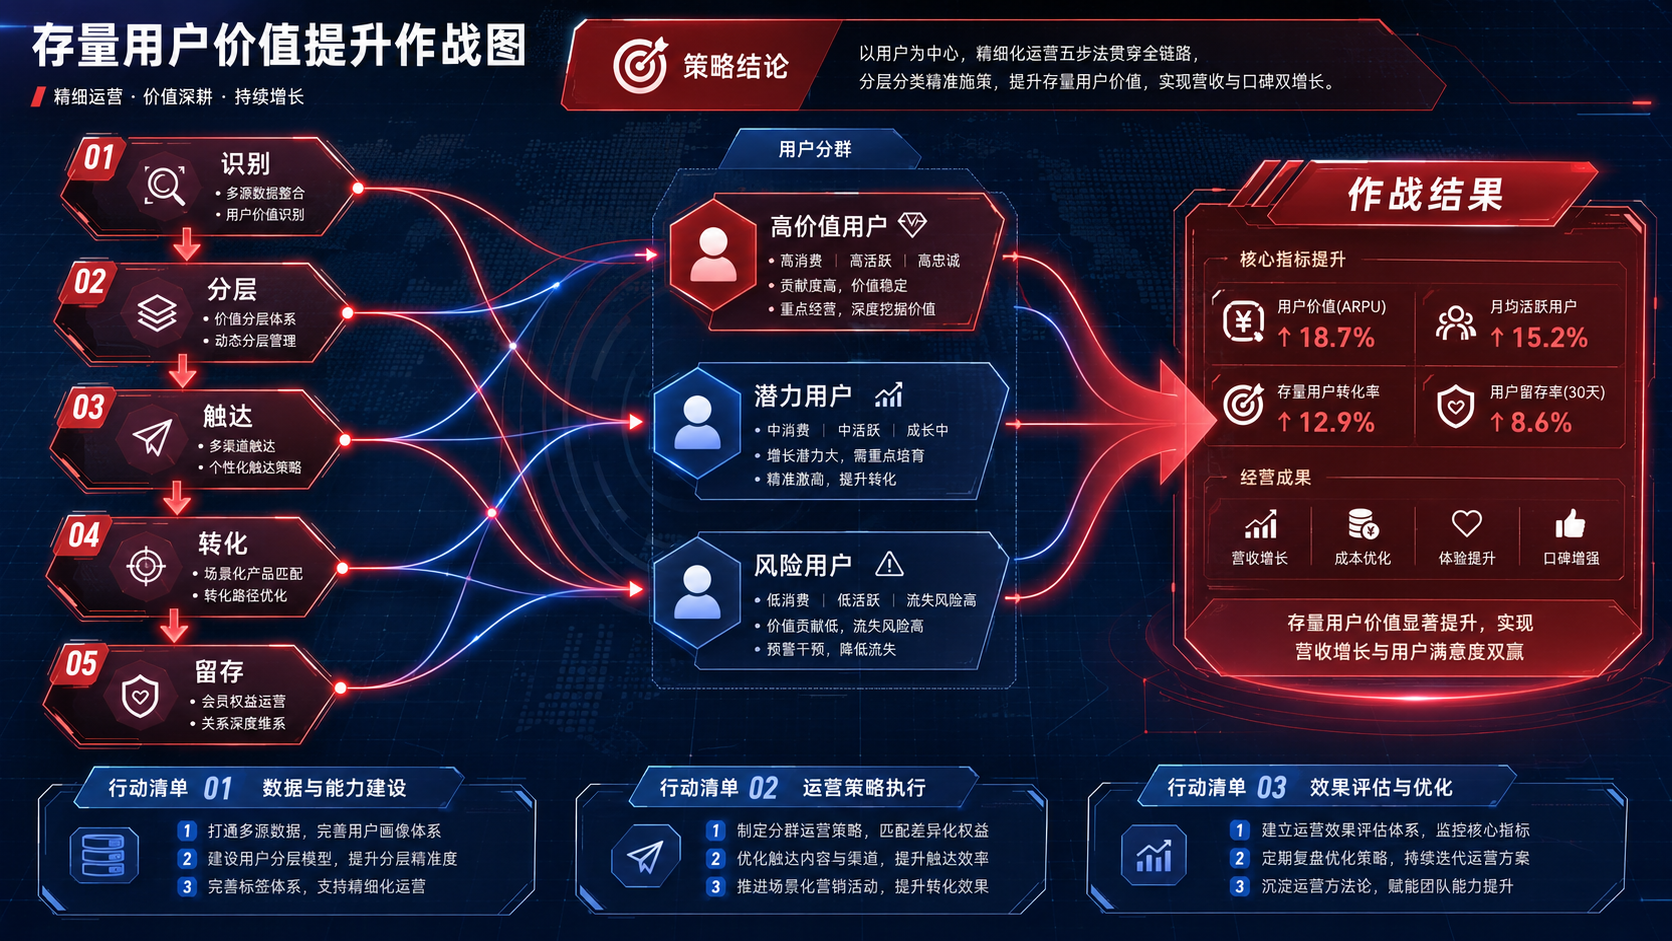 存量用户价值提升作战图
精细运营 · 价值深耕 · 持续增长
策略结论
以用户为中心，精细化运营五步法贯穿全链路，
分层分类精准施策，提升存量用户价值，实现营收与口碑双增长。
01
识别
• 多源数据整合
• 用户价值识别
02
分层
• 价值分层体系
• 动态分层管理
03
触达
• 多渠道触达
• 个性化触达策略
04
转化
• 场景化产品匹配
• 转化路径优化
05
留存
• 会员权益运营
• 关系深度维系
用户分群
高价值用户
• 高消费 | 高活跃 | 高忠诚
• 贡献度高，价值稳定
• 重点经营，深度挖掘价值
潜力用户
• 中消费 | 中活跃 | 成长中
• 增长潜力大，需重点培育
• 精准激励，提升转化
风险用户
• 低消费 | 低活跃 | 流失风险高
• 价值贡献低，流失风险高
• 预警干预，降低流失
作战结果
核心指标提升
用户价值(ARPU)
↑ 18.7%
月均活跃用户
↑ 15.2%
存量用户转化率
↑ 12.9%
用户留存率(30天)
↑ 8.6%
经营成果
营收增长
成本优化
体验提升
口碑增强
存量用户价值显著提升，实现
营收增长与用户满意度双赢
行动清单 01 数据与能力建设
1 打通多源数据，完善用户画像体系
2 建设用户分层模型，提升分层精准度
3 完善标签体系，支持精细化运营
行动清单 02 运营策略执行
1 制定分群运营策略，匹配差异化权益
2 优化触达内容与渠道，提升触达效率
3 推进场景化营销活动，提升转化效果
行动清单 03 效果评估与优化
1 建立运营效果评估体系，监控核心指标
2 定期复盘优化策略，持续迭代运营方案
3 沉淀运营方法论，赋能团队能力提升